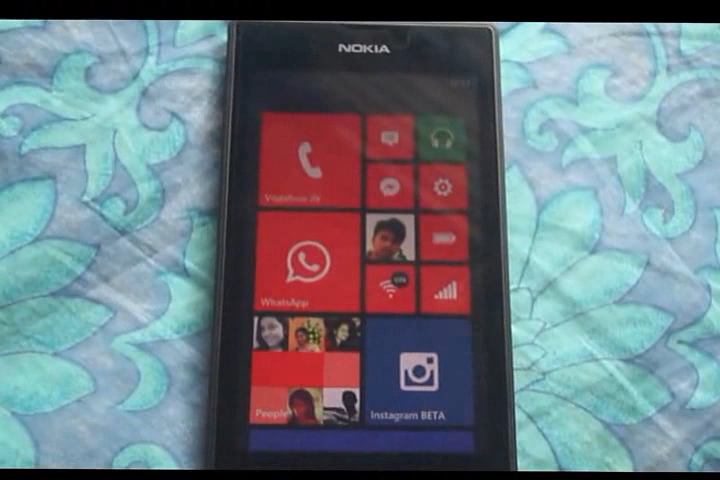 NOKIA
Vodafone IN
WhatsApp
People
Instagram BETA